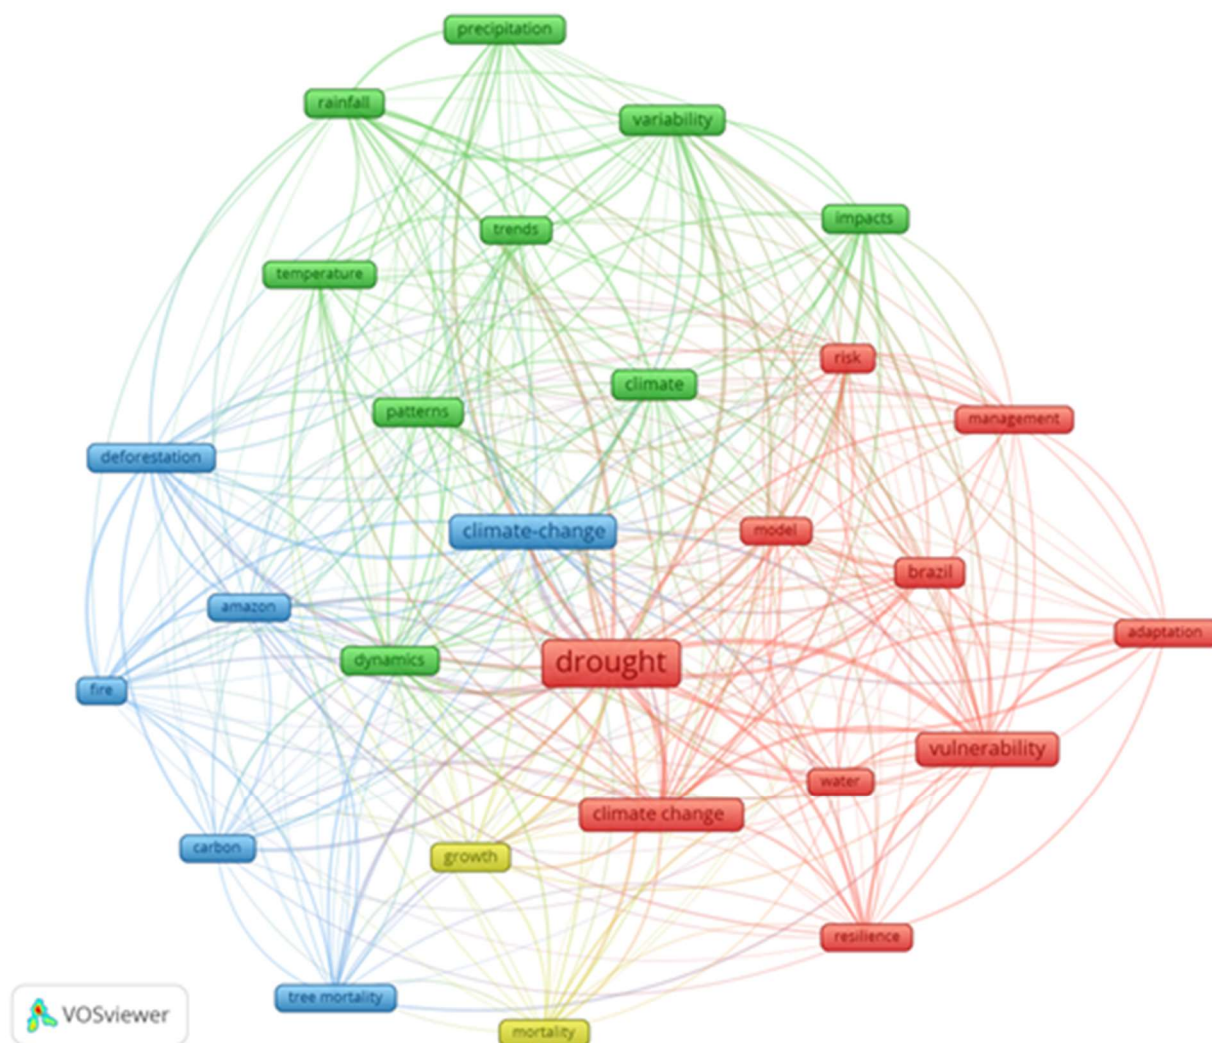 precipitation
rainfall
variability
impacts
trends
temperature
risk
climate
patterns
management
deforestation
climate-change
model
brazil
amazon
adaptation
dynamics
drought
fire
vulnerability
water
climate change
carbon
growth
resilience
tree mortality
VOSviewer
mortality